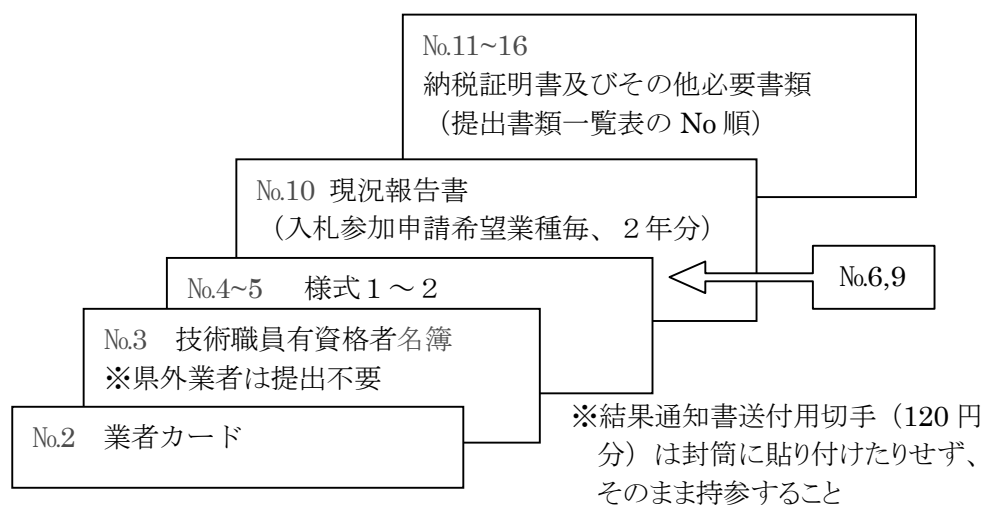 №11~16
納税証明書及びその他必要書類
（提出書類一覧表の No 順）
№10 現況報告書
（入札参加申請希望業種毎、２年分）
№6,9
№4~5 様式１～２
№3 技術職員有資格者名簿
※県外業者は提出不要
№2 業者カード
※結果通知書送付用切手（120 円
分）は封筒に貼り付けたりせず、
そのまま持参すること